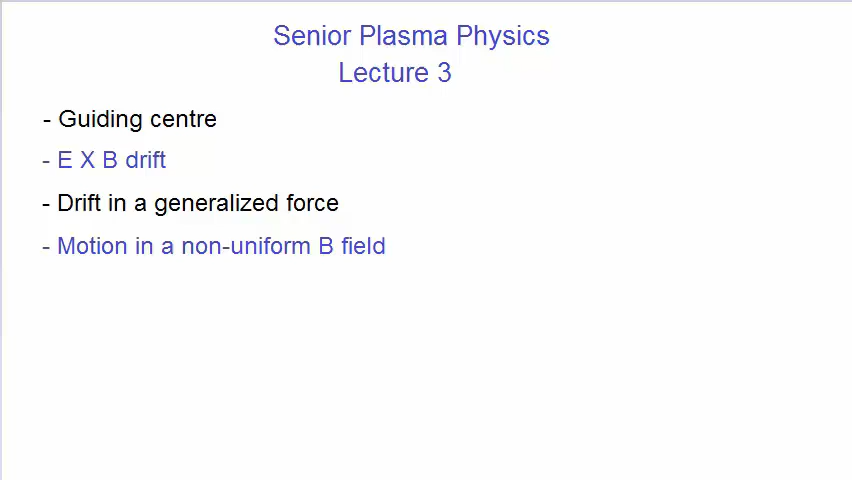 Senior Plasma Physics
Lecture 3
- Guiding centre
- E X B drift
- Drift in a generalized force
- Motion in a non-uniform B field